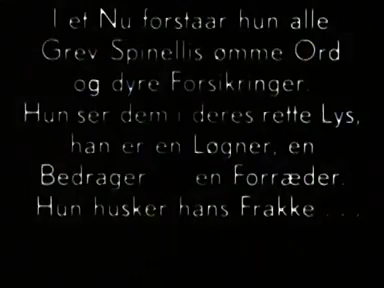 I et Nu forstaar hun alle
Grev Spinellis ømme Ord
og dyre Forsikringer.
Hun ser dem i deres rette Lys,
han er en Løgner, en
Bedrager en Forræder.
Hun husker hans Frakke . . .